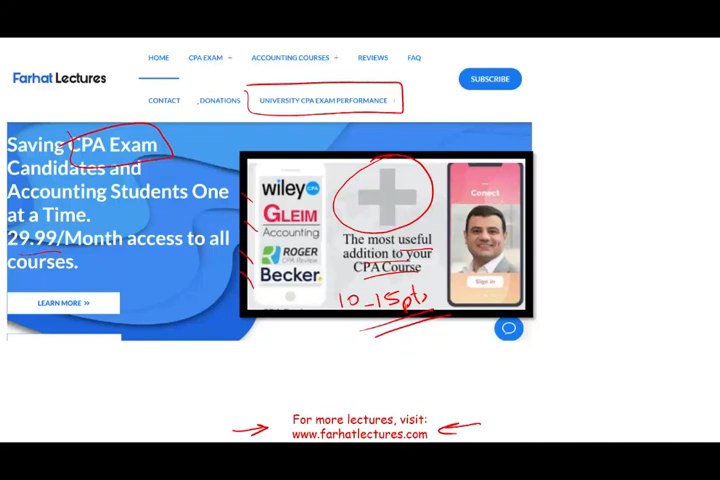 HOME CPA EXAM ACCOUNTING COURSES REVIEWS FAQ
Farhat Lectures
SUBSCRIBE
CONTACT DONATIONS UNIVERSITY CPA EXAM PERFORMANCE
Saving CPA Exam
Candidates and
Accounting Students One
at a Time.
29.99/Month access to all
courses.
LEARN MORE »
wiley CPA
GLEIM
Accounting
ROGER
CPA Review
Becker.
The most useful
addition to your
CPA Course
10-15pts
Conect
Sign in
For more lectures, visit:
www.farhatlectures.com